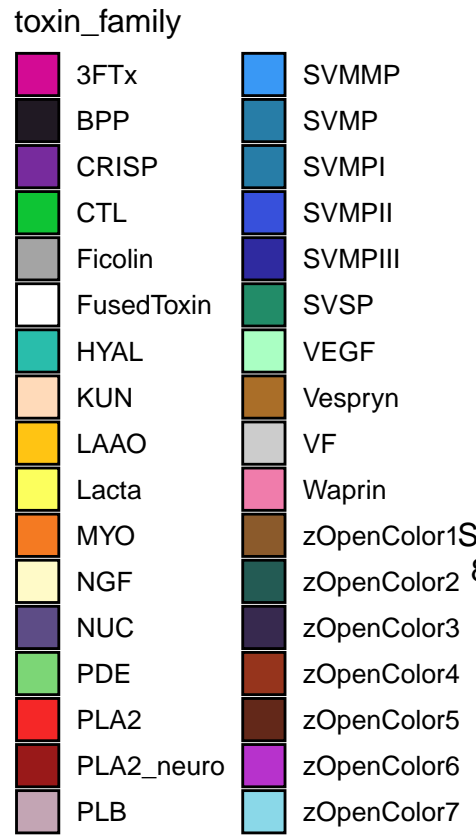 toxin_family
3FTx
BPP
CRISP
CTL
Ficolin
FusedToxin
HYAL
KUN
LAAO
Lacta
MYO
NGF
NUC
PDE
PLA2
PLA2_neuro
PLB
SVMMP
SVMP
SVMPI
SVMPII
SVMPIII
SVSP
VEGF
Vespryn
VF
Waprin
zOpenColor1S
zOpenColor2
zOpenColor3
zOpenColor4
zOpenColor5
zOpenColor6
zOpenColor7